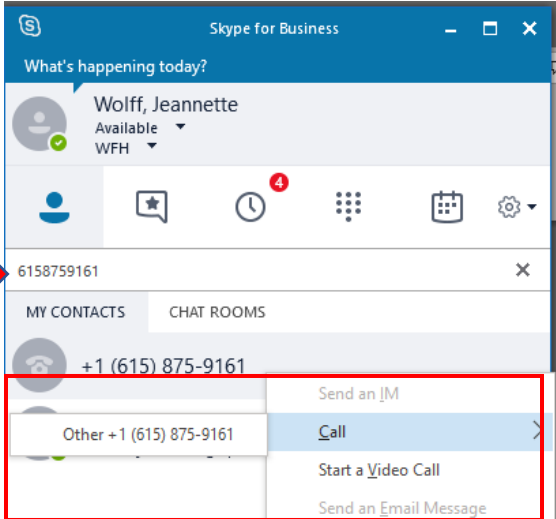 Skype for Business
What's happening today?
Wolff, Jeannette
Available
WFH
4
6158759161
MY CONTACTS CHAT ROOMS
+1 (615) 875-9161
Send an IM
Other +1 (615) 875-9161 Call
Start a Video Call
Send an Email Message